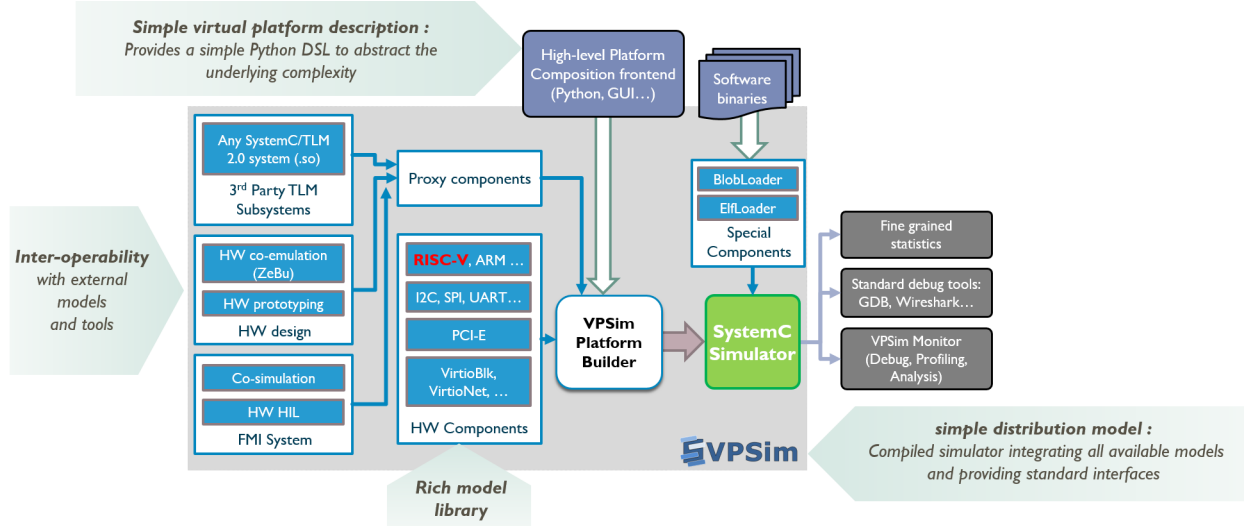 Simple virtual platform description :
Provides a simple Python DSL to abstract the
underlying complexity
High-level Platform
Composition frontend
(Python, GUI…)
Software
binaries
Any SystemC/TLM
2.0 system (.so)
3rd Party TLM
Subsystems
Proxy components
BlobLoader
ElfLoader
Special
Components
Inter-operability
with external
models
and tools
HW co-emulation
(ZeBu)
HW prototyping
HW design
RISC-V, ARM …
I2C, SPI, UART…
PCI-E
VirtioBlk,
VirtioNet, …
HW Components
VPSim
Platform
Builder
SystemC
Simulator
Fine grained
statistics
Standard debug tools:
GDB, Wireshark…
VPSim Monitor
(Debug, Profiling,
Analysis)
Co-simulation
HW HIL
FMI System
VPSim
simple distribution model :
Compiled simulator integrating all available models
and providing standard interfaces
Rich model
library